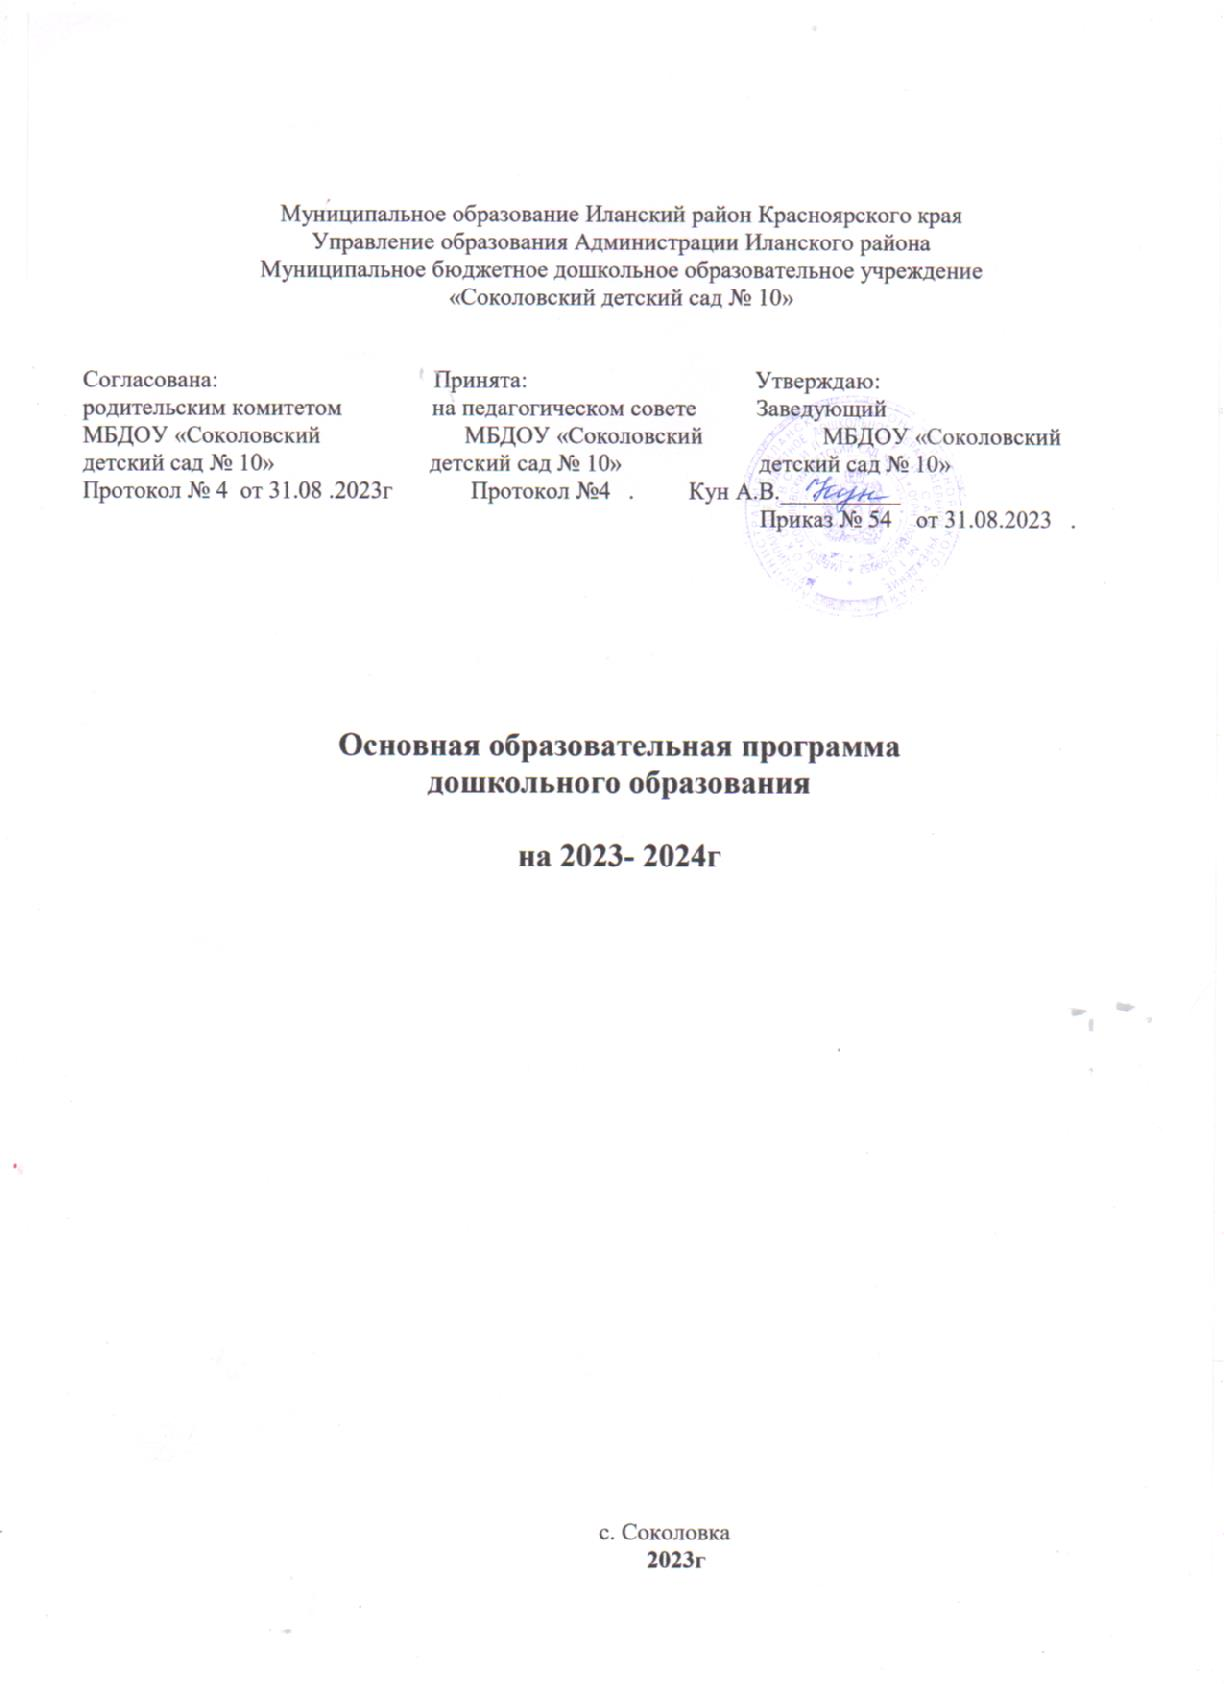 Муниципальное образование Иланский район Красноярского края
Управление образования Администрации Иланского района
Муниципальное бюджетное дошкольное образовательное учреждение
«Соколовский детский сад № 10»
Согласована: Принята: Утверждаю:
родительским комитетом на педагогическом совете Заведующий
МБДОУ «Соколовский МБДОУ «Соколовский МБДОУ «Соколовский
детский сад № 10» детский сад № 10» детский сад № 10»
Протокол № 4 от 31.08 .2023г Протокол №4 . Кун А.В. Кун
Приказ № 54 от 31.08.2023 .
Основная образовательная программа
дошкольного образования
на 2023- 2024г
с. Соколовка
2023г